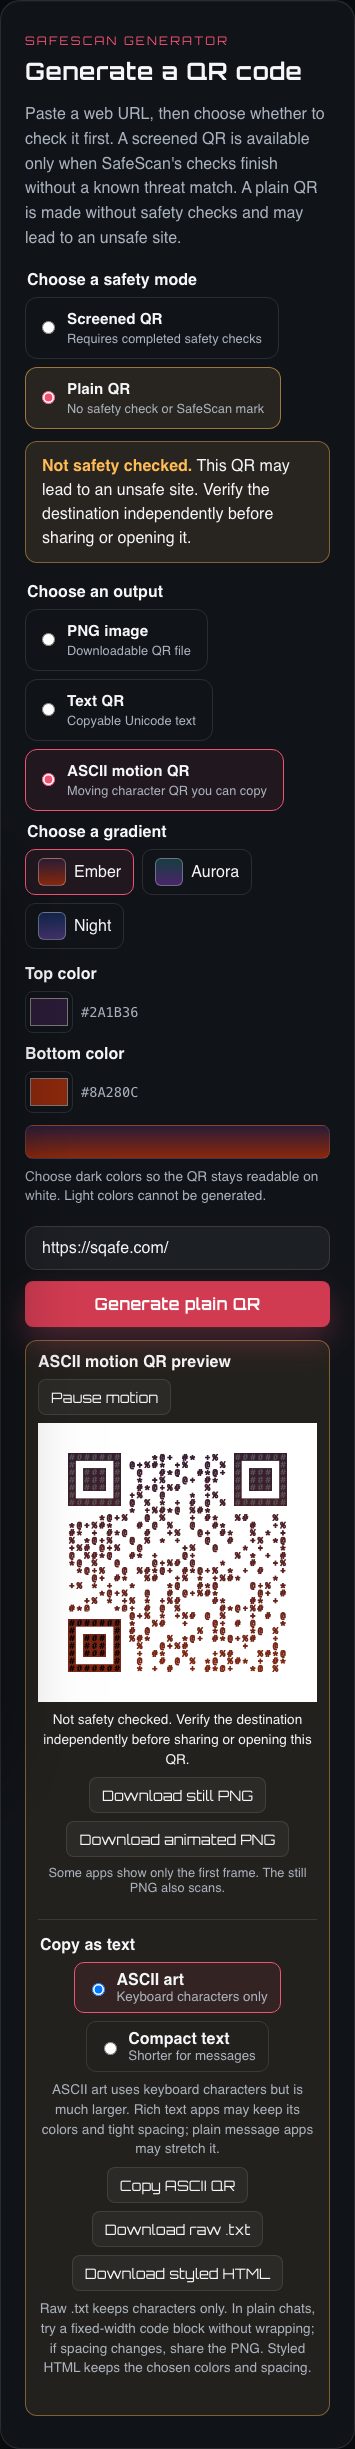 SAFESCAN GENERATOR
Generate a QR code
Paste a web URL, then choose whether to
check it first. A screened QR is available
only when SafeScan's checks finish
without a known threat match. A plain QR
is made without safety checks and may
lead to an unsafe site.
Choose a safety mode
Screened QR
Requires completed safety checks
Plain QR
No safety check or SafeScan mark
Not safety checked. This QR may
lead to an unsafe site. Verify the
destination independently before
sharing or opening it.
Choose an output
PNG image
Downloadable QR file
Text QR
Copyable Unicode text
ASCII motion QR
Moving character QR you can copy
Choose a gradient
Ember
Aurora
Night
Top color
#2A1B36
Bottom color
#8A280C
Choose dark colors so the QR stays readable on
white. Light colors cannot be generated.
https://sqafe.com/
Generate plain QR
ASCII motion QR preview
Pause motion
Not safety checked. Verify the destination
independently before sharing or opening this
QR.
Download still PNG
Download animated PNG
Some apps show only the first frame. The still
PNG also scans.
Copy as text
ASCII art
Keyboard characters only
Compact text
Shorter for messages
ASCII art uses keyboard characters but is
much larger. Rich text apps may keep its
colors and tight spacing; plain message apps
may stretch it.
Copy ASCII QR
Download raw .txt
Download styled HTML
Raw .txt keeps characters only. In plain chats,
try a fixed-width code block without wrapping;
if spacing changes, share the PNG. Styled
HTML keeps the chosen colors and spacing.